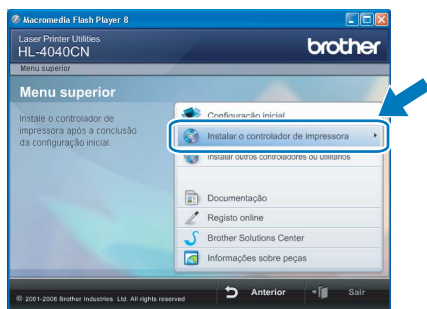 Macromedia Flash Player 8
Laser Printer Utilities
HL-4040CN
brother
Menu superior
Menu superior
Instale o controlador de
impressora após a conclusão
da configuração inicial.
Configuração inicial
Instalar o controlador de impressora
Instalar outros controladores ou utilitários
Documentação
Registo online
Brother Solutions Center
Informações sobre peças
© 2001-2006 Brother Industries Ltd. All rights reserved
Anterior
Sair